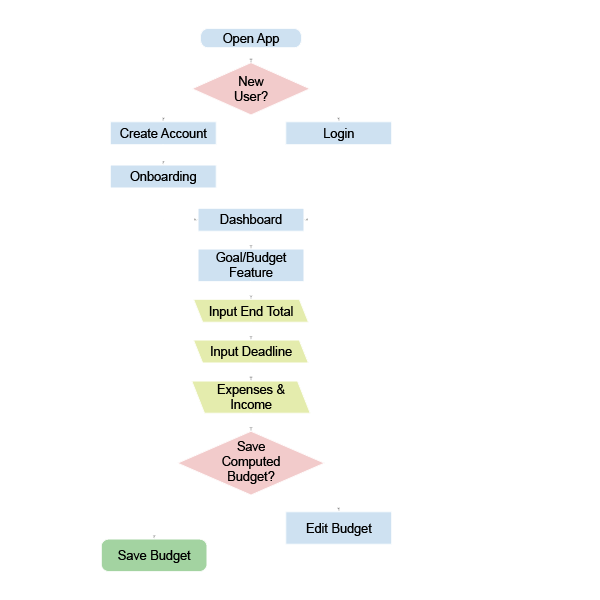 Open App
New
User?
Create Account
Login
Onboarding
Dashboard
Goal/Budget
Feature
Input End Total
Input Deadline
Expenses &
Income
Save
Computed
Budget?
Edit Budget
Save Budget